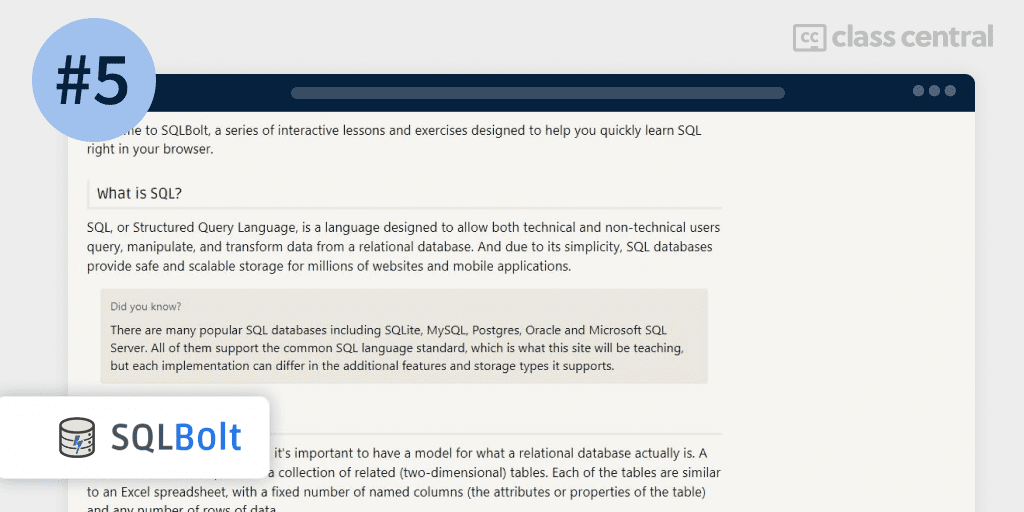 #5
cc class central
me to SQLBolt, a series of interactive lessons and exercises designed to help you quickly learn SQL
right in your browser.
What is SQL?
SQL, or Structured Query Language, is a language designed to allow both technical and non-technical users
query, manipulate, and transform data from a relational database. And due to its simplicity, SQL databases
provide safe and scalable storage for millions of websites and mobile applications.
Did you know?
There are many popular SQL databases including SQLite, MySQL, Postgres, Oracle and Microsoft SQL
Server. All of them support the common SQL language standard, which is what this site will be teaching,
but each implementation can differ in the additional features and storage types it supports.
SQLBolt
it's important to have a model for what a relational database actually is. A
a collection of related (two-dimensional) tables. Each of the tables are similar
to an Excel spreadsheet, with a fixed number of named columns (the attributes or properties of the table)
and any number of rows of data.